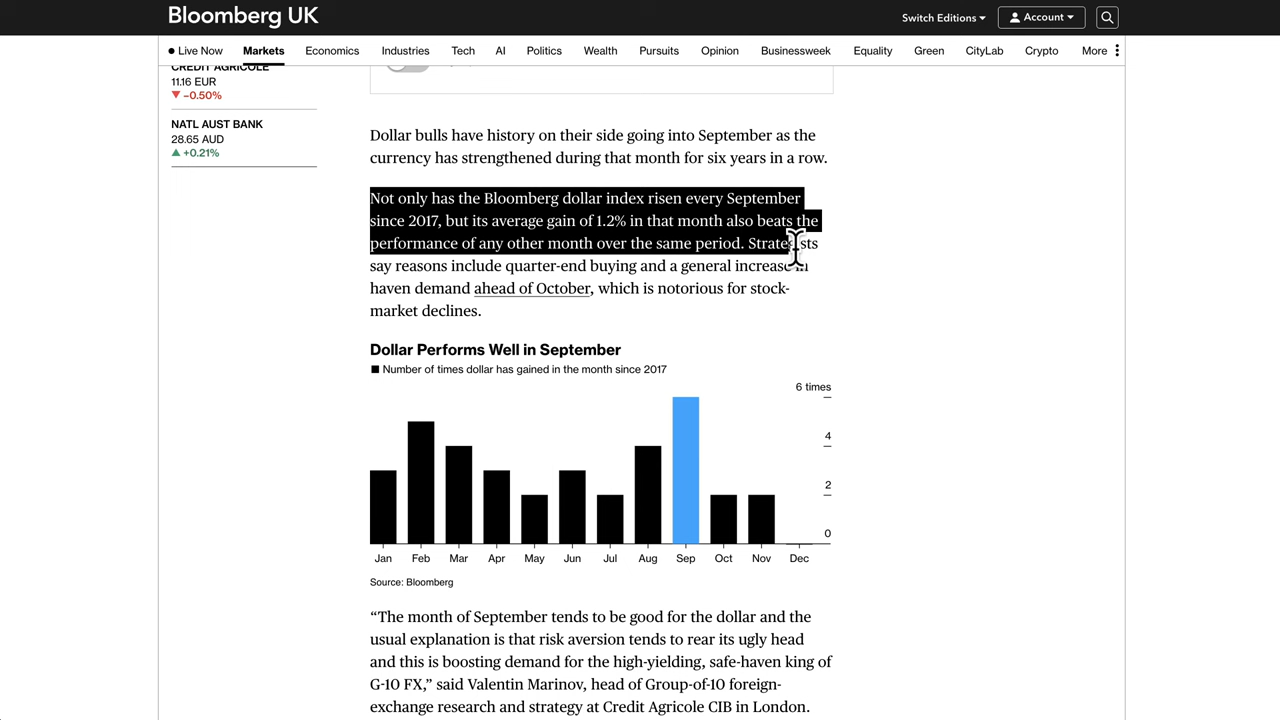 Bloomberg UK
Switch Editions
Account
Live Now
Markets
Economics
Industries
Tech
AI
Politics
Wealth
Pursuits
Opinion
Businessweek
Equality
Green
CityLab
Crypto
More
CREDIT AGRICOLE
11.16 EUR
▼ −0.50%
NATL AUST BANK
28.65 AUD
▲ +0.21%
Dollar bulls have history on their side going into September as the
currency has strengthened during that month for six years in a row.
Not only has the Bloomberg dollar index risen every September
since 2017, but its average gain of 1.2% in that month also beats the
performance of any other month over the same period. Strategists
say reasons include quarter-end buying and a general increase in
haven demand ahead of October, which is notorious for stock-
market declines.
Dollar Performs Well in September
Number of times dollar has gained in the month since 2017
6 times
4
2
0
Jan Feb Mar Apr May Jun Jul Aug Sep Oct Nov Dec
Source: Bloomberg
“The month of September tends to be good for the dollar and the
usual explanation is that risk aversion tends to rear its ugly head
and this is boosting demand for the high-yielding, safe-haven king of
G-10 FX,” said Valentin Marinov, head of Group-of-10 foreign-
exchange research and strategy at Credit Agricole CIB in London.